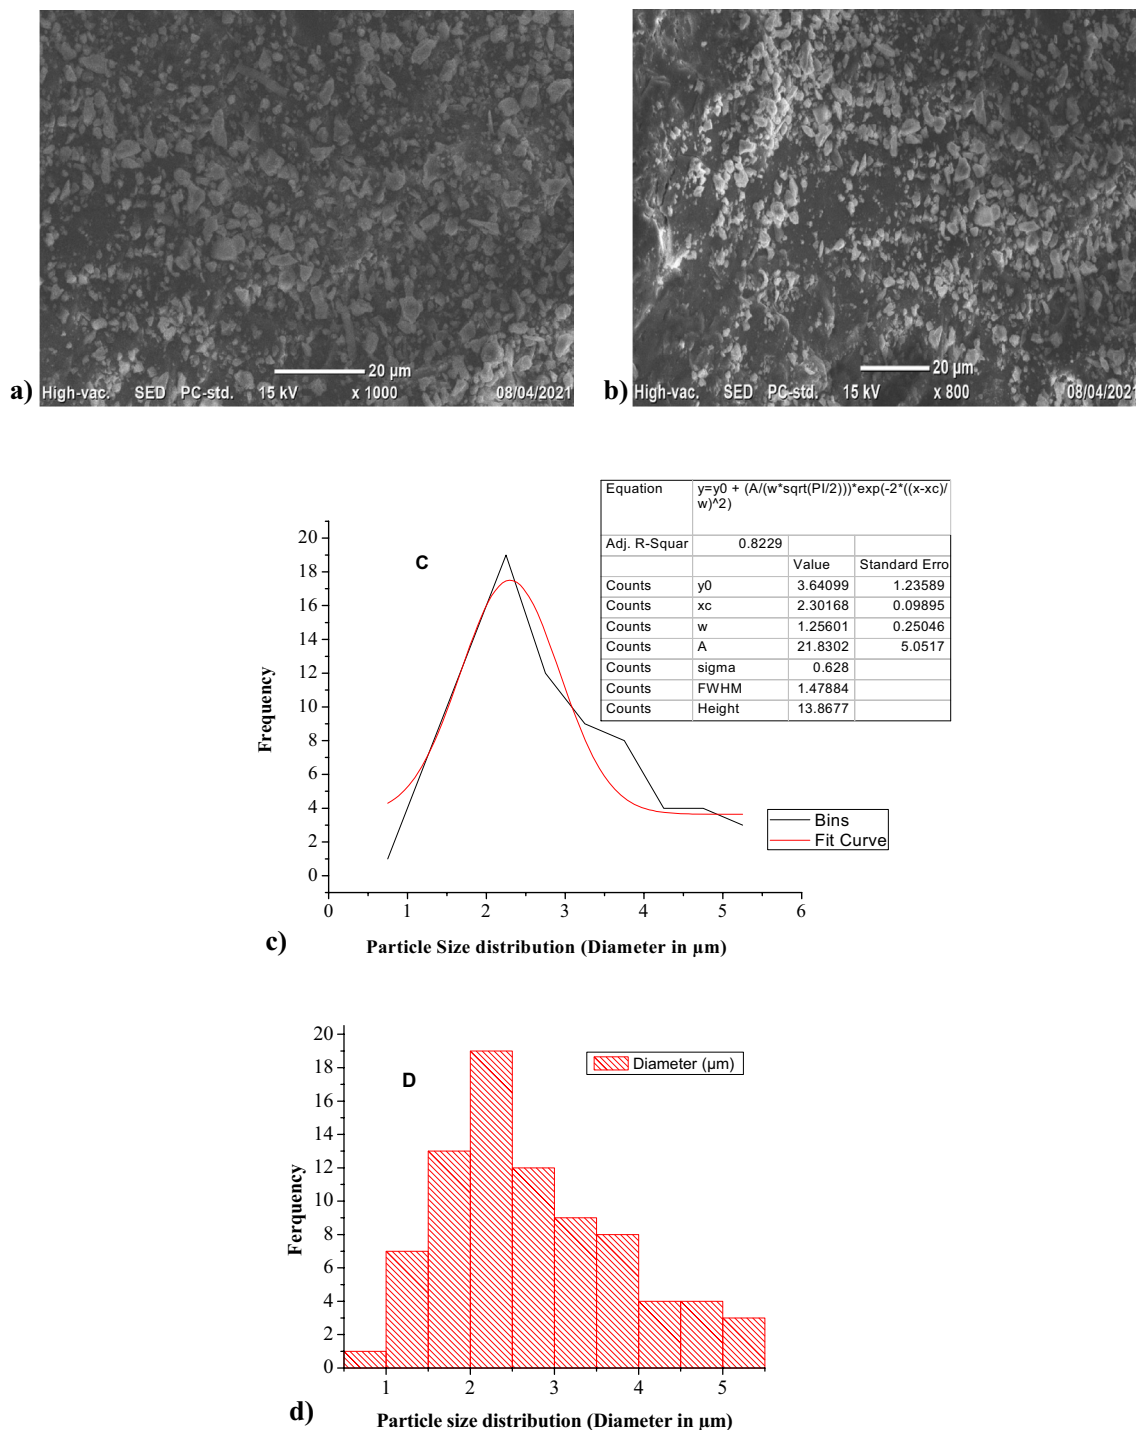 20 µm
a) High-vac. SED PC-std. 15 kV x 1000 08/04/2021
20 µm
b) High-vac. SED PC-std. 15 kV x 800 08/04/2021
Equation y=y0 + (A/(w*sqrt(PI/2)))*exp(-2*((x-xc)/
w)^2)
Adj. R-Squar 0.8229
Value Standard Erro
Counts y0 3.64099 1.23589
Counts xc 2.30168 0.09895
Counts w 1.25601 0.25046
Counts A 21.8302 5.0517
Counts sigma 0.628
Counts FWHM 1.47884
Counts Height 13.8677
C
Frequency
20
18
16
14
12
10
8
6
4
2
0
Bins
Fit Curve
0 1 2 3 4 5 6
c) Particle Size distribution (Diameter in µm)
D
Diameter (µm)
Ferquency
20
18
16
14
12
10
8
6
4
2
0
1 2 3 4 5
d) Particle size distribution (Diameter in µm)